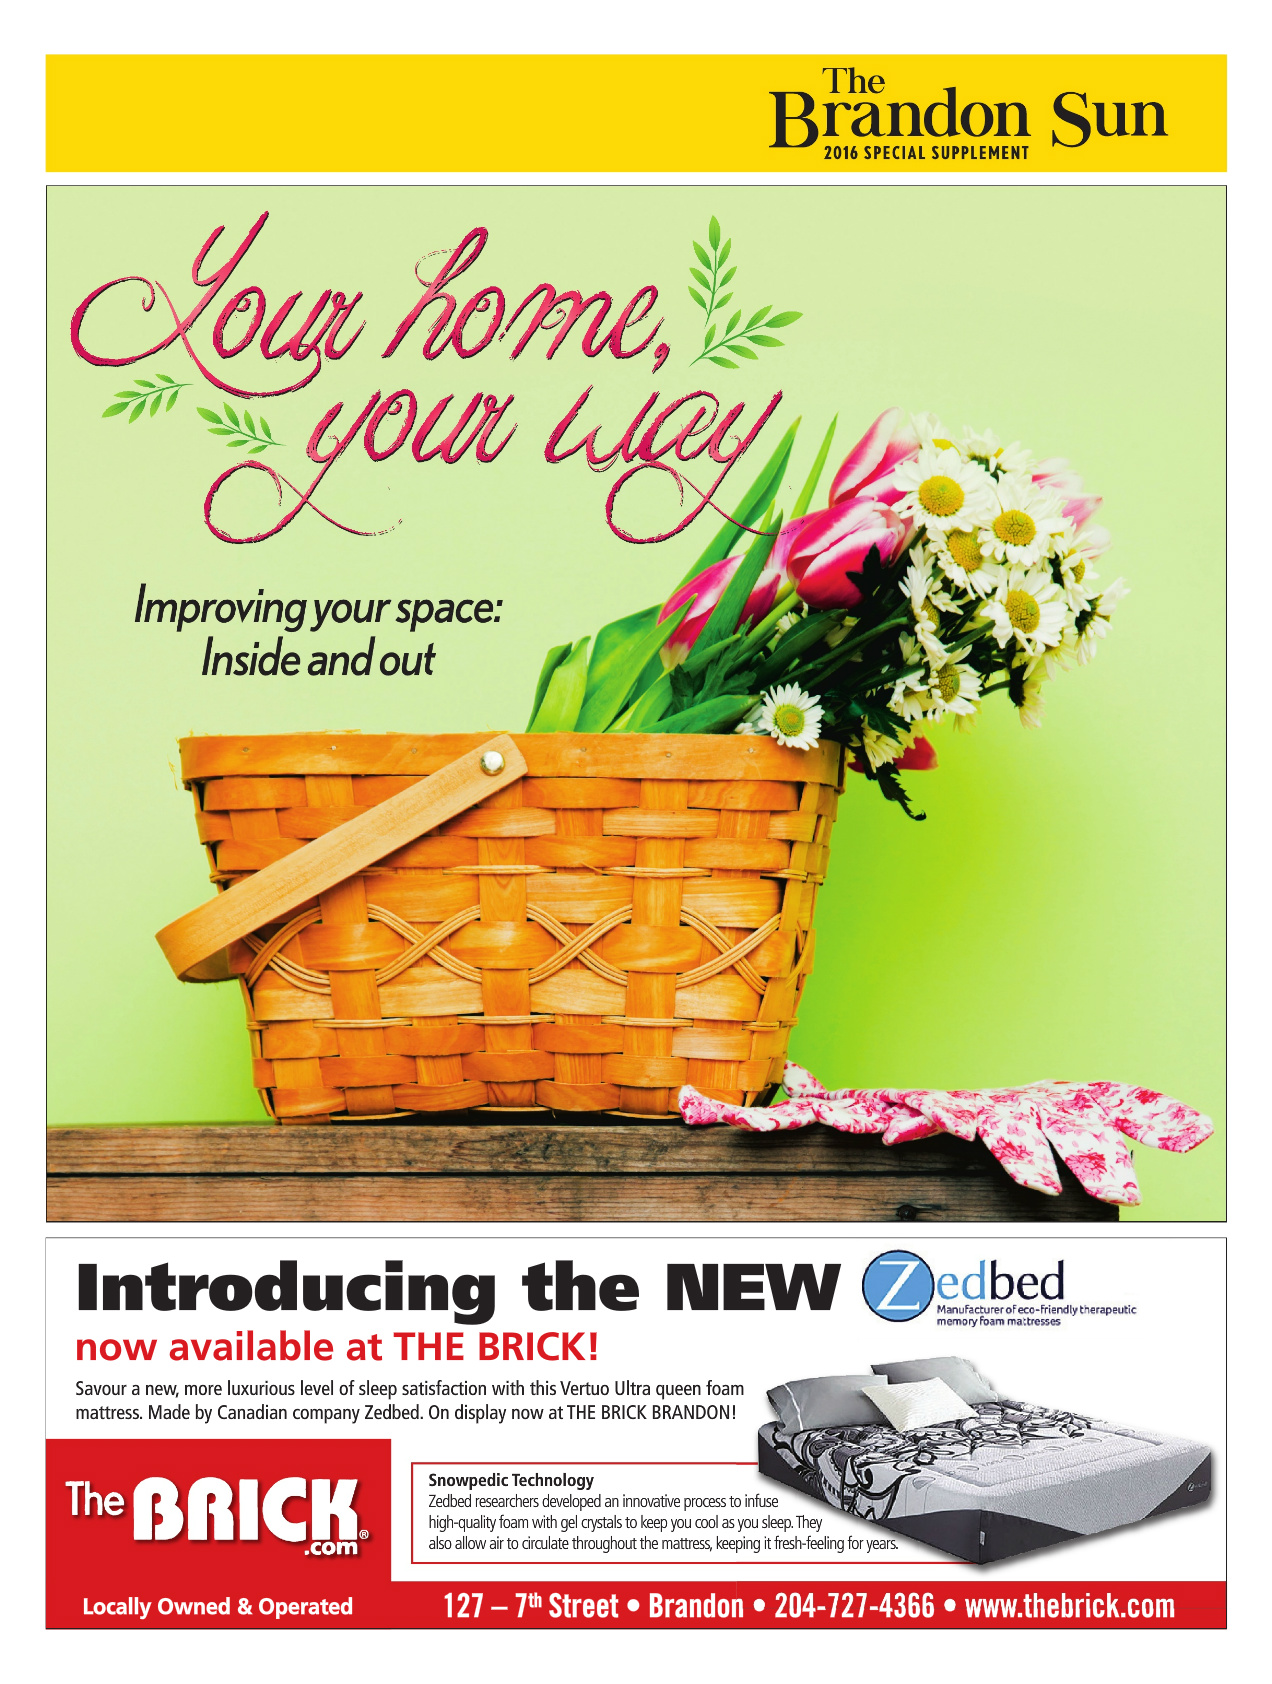 The
Brandon Sun
2016 SPECIAL SUPPLEMENT
Your home,
your way
Improving your space:
Inside and out
Introducing the NEW
Zedbed
Manufacturer of eco-friendly therapeutic
memory foam mattresses
now available at THE BRICK!
Savour a new, more luxurious level of sleep satisfaction with this Vertuo Ultra queen foam
mattress. Made by Canadian company Zedbed. On display now at THE BRICK BRANDON!
The BRICK®
.com
Locally Owned & Operated
Snowpedic Technology
Zedbed researchers developed an innovative process to infuse
high-quality foam with gel crystals to keep you cool as you sleep. They
also allow air to circulate throughout the mattress, keeping it fresh-feeling for years.
127 – 7th Street • Brandon • 204-727-4366 • www.thebrick.com